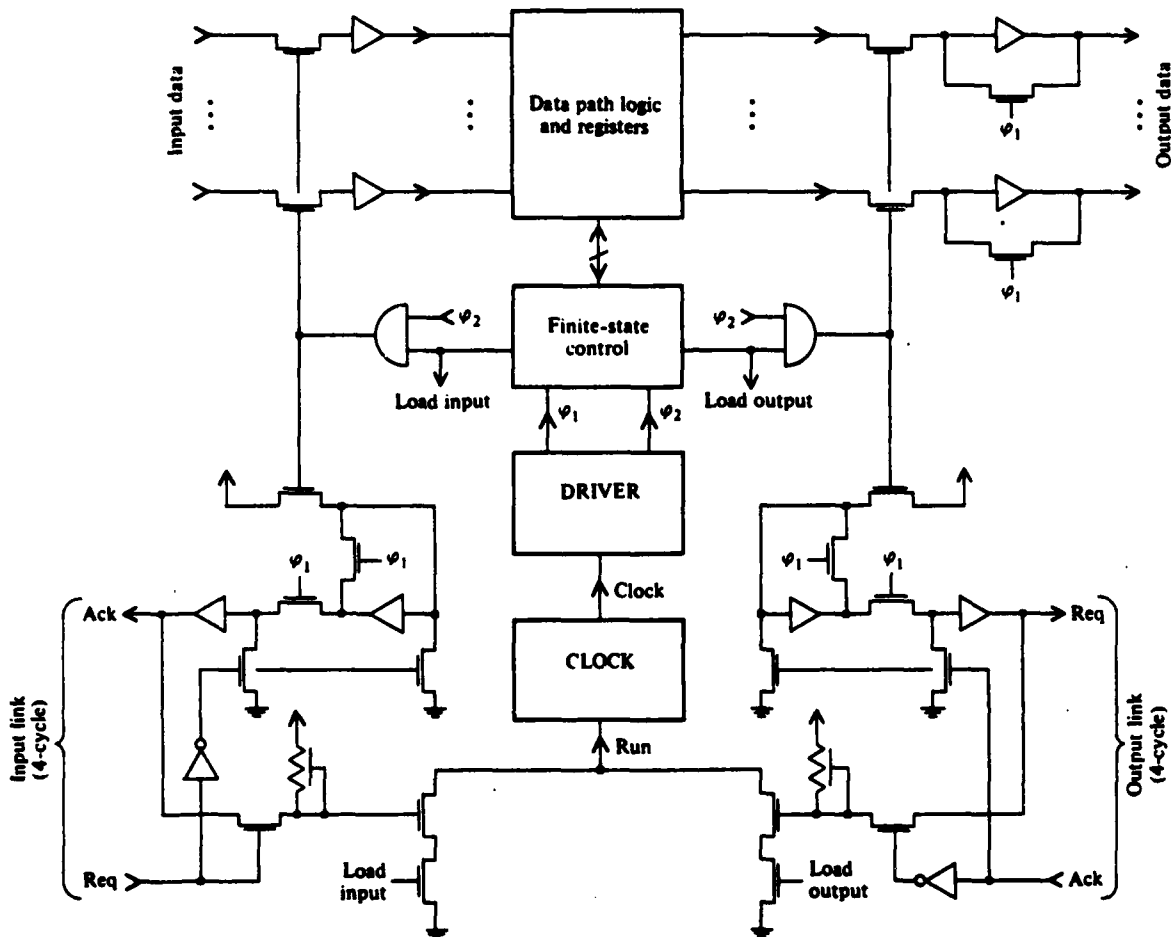 Input data
Data path logic
and registers
φ1
Output data
φ1
φ2
Finite-state
control
φ2
Load input
Load output
φ1
φ2
DRIVER
φ1
φ1
φ1
φ1
Clock
Ack
Req
CLOCK
Input link
(4-cycle)
Run
Output link
(4-cycle)
Req
Load
input
Load
output
Ack